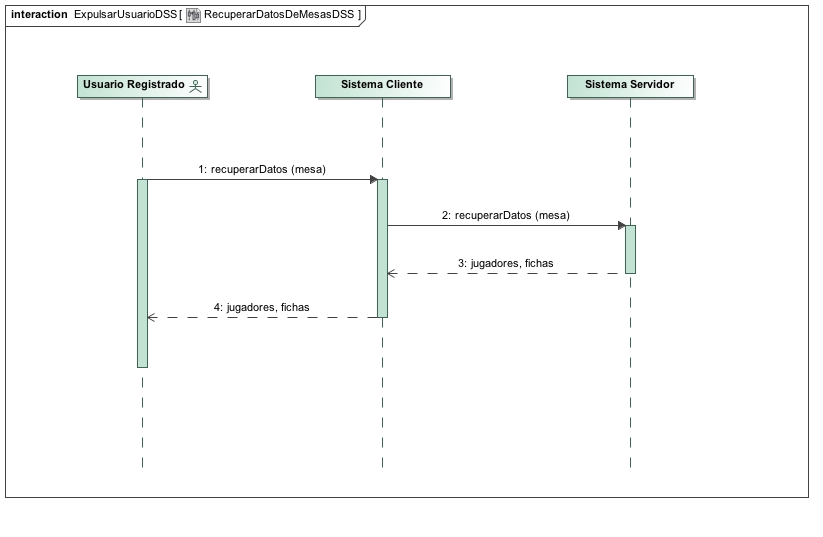 interaction ExpulsarUsuarioDSS[ RecuperarDatosDeMesasDSS ]
Usuario Registrado
Sistema Cliente
Sistema Servidor
1: recuperarDatos (mesa)
2: recuperarDatos (mesa)
3: jugadores, fichas
4: jugadores, fichas